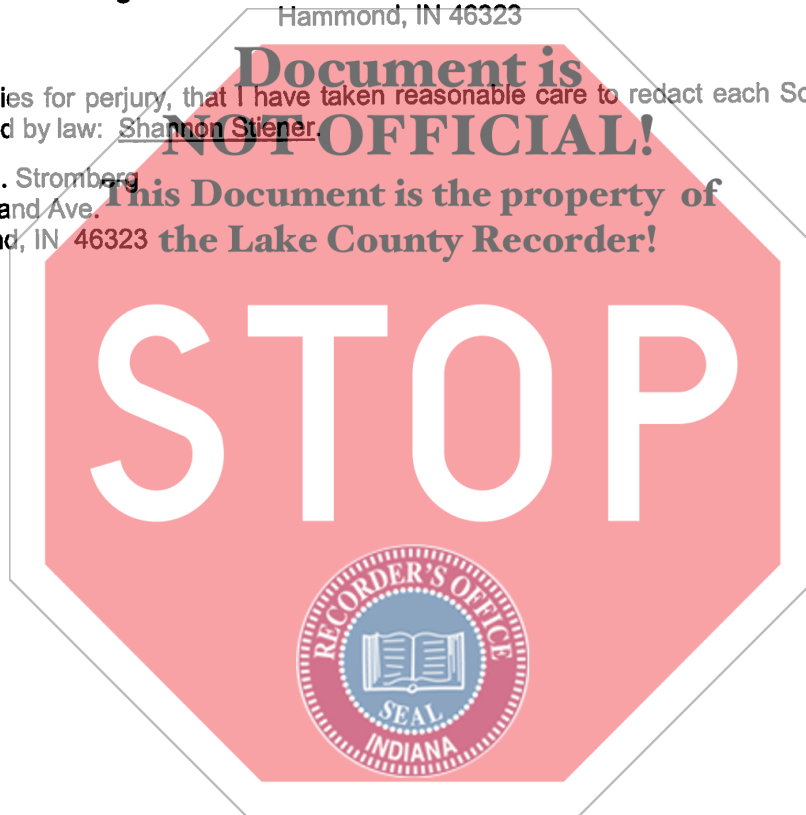 Hammond, IN 46323
Document is
ies for perjury, that I have taken reasonable care to redact each So
d by law: Shannon Stiener.
NOT OFFICIAL!
. Stromberg
This Document is the property of
and Ave.
d, IN 46323
the Lake County Recorder!
STOP
RECORDER'S OFFICE
SEAL
INDIANA